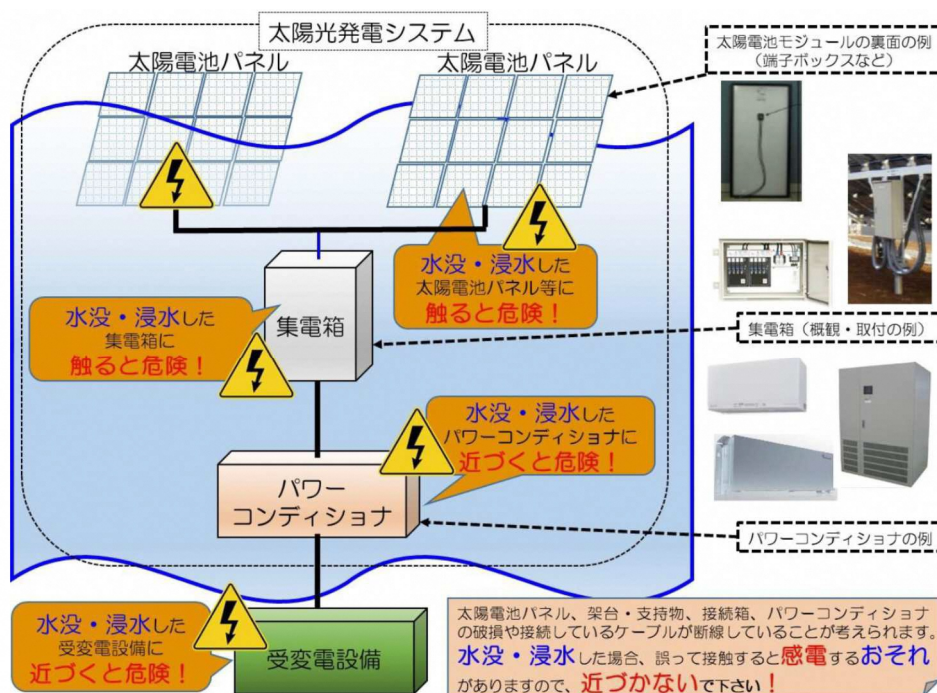 太陽光発電システム
太陽電池パネル
太陽電池パネル
太陽電池モジュールの裏面の例
（端子ボックスなど）
水没・浸水した
太陽電池パネル等に
触ると危険！
水没・浸水した
集電箱に
触ると危険！
集電箱
集電箱（概観・取付の例）
水没・浸水した
パワーコンディショナに
近づくと危険！
パワー
コンディショナ
パワーコンディショナの例
水没・浸水した
受変電設備に
近づくと危険！
受変電設備
太陽電池パネル、架台・支持物、接続箱、パワーコンディショナ
の破損や接続しているケーブルが断線していることが考えられます。
水没・浸水した場合、誤って接触すると感電するおそれ
がありますので、近づかないで下さい！